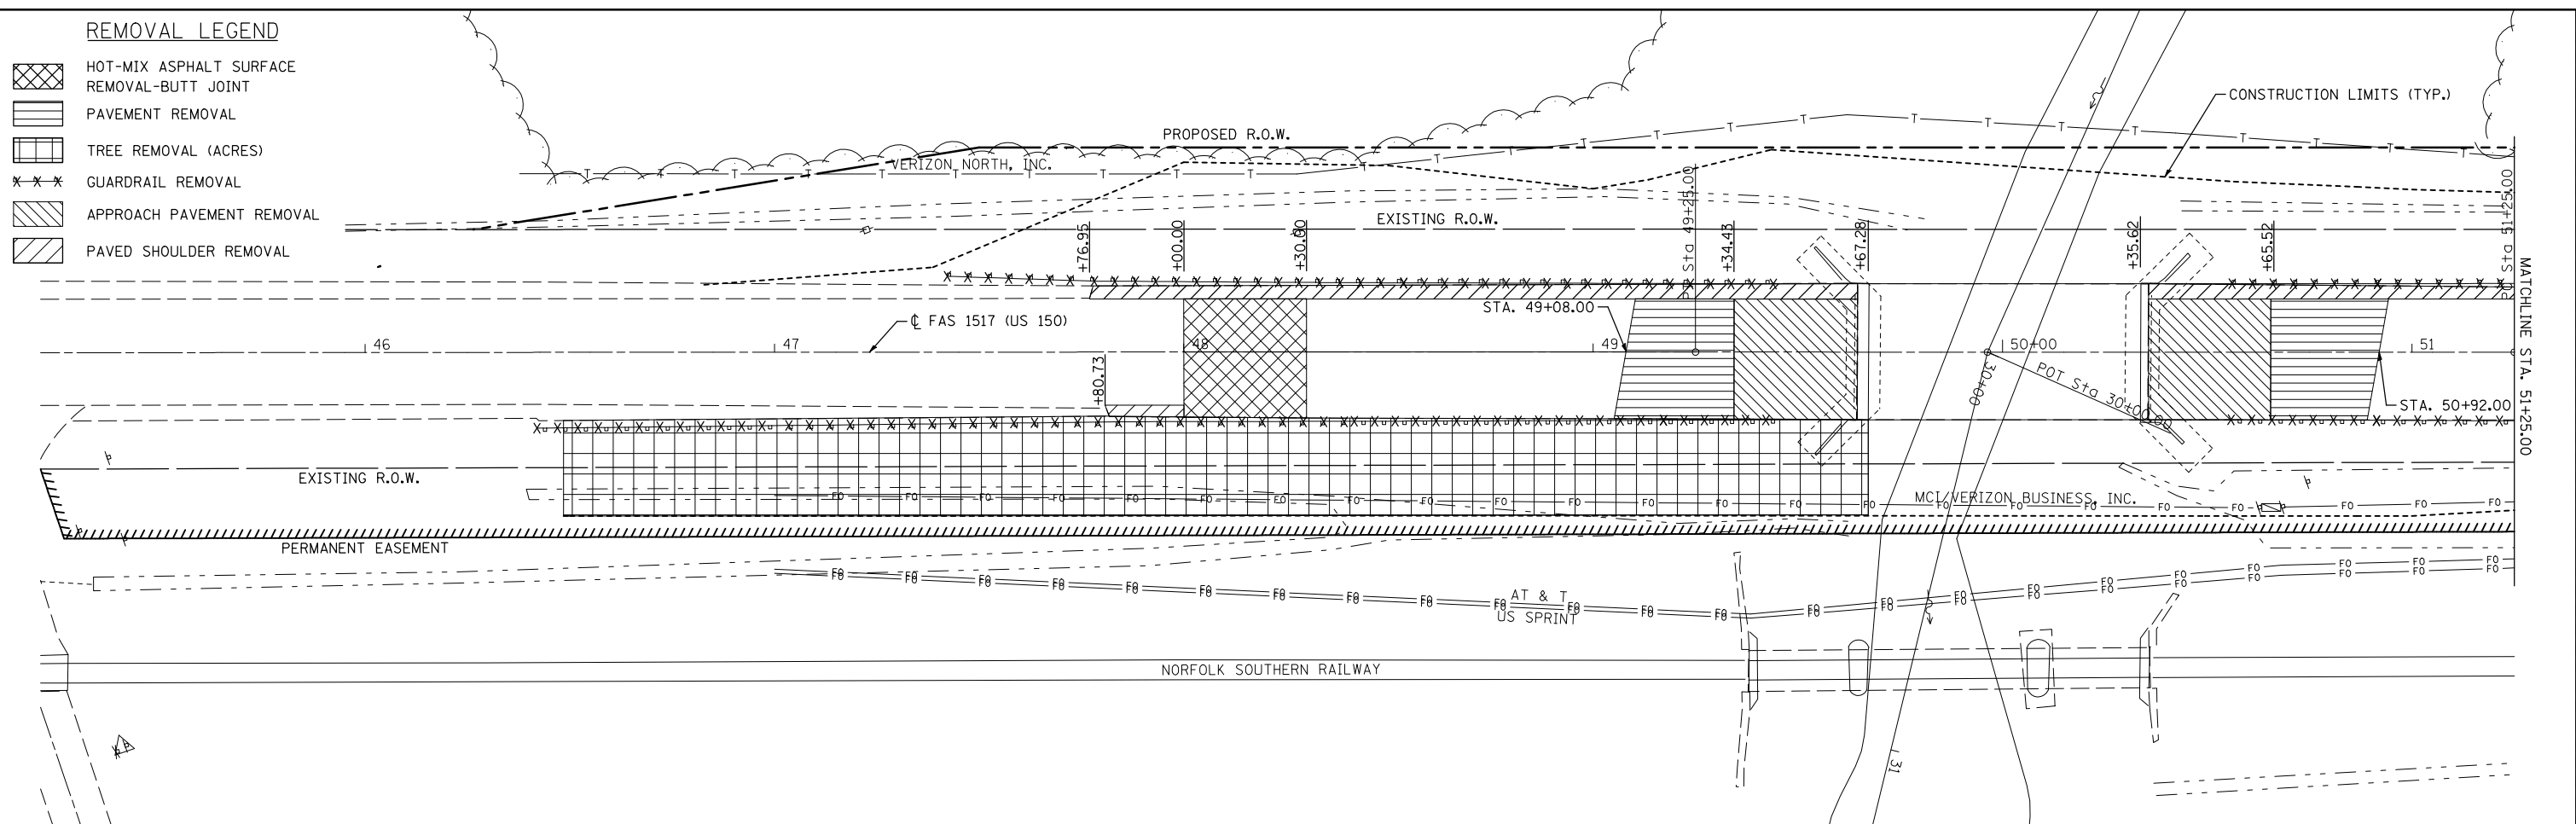 REMOVAL LEGEND
HOT-MIX ASPHALT SURFACE
REMOVAL-BUTT JOINT
PAVEMENT REMOVAL
TREE REMOVAL (ACRES)
X X X GUARDRAIL REMOVAL
APPROACH PAVEMENT REMOVAL
PAVED SHOULDER REMOVAL
CONSTRUCTION LIMITS (TYP.)
PROPOSED R.O.W.
VERIZON NORTH, INC.
EXISTING R.O.W.
+76.95
+00.00
+30.00
Sta 49+25.00
+34.43
+67.28
+35.62
+65.52
Sta 51+25.00
MATCHLINE STA. 51+25.00
STA. 49+08.00
℄ FAS 1517 (US 150)
46
47
48
49
50+00
51
+80.73
30+00
POT Sta 30+00.00
STA. 50+92.00
EXISTING R.O.W.
MCI/VERIZON BUSINESS, INC.
PERMANENT EASEMENT
FO
AT & T
US SPRINT
NORFOLK SOUTHERN RAILWAY
31